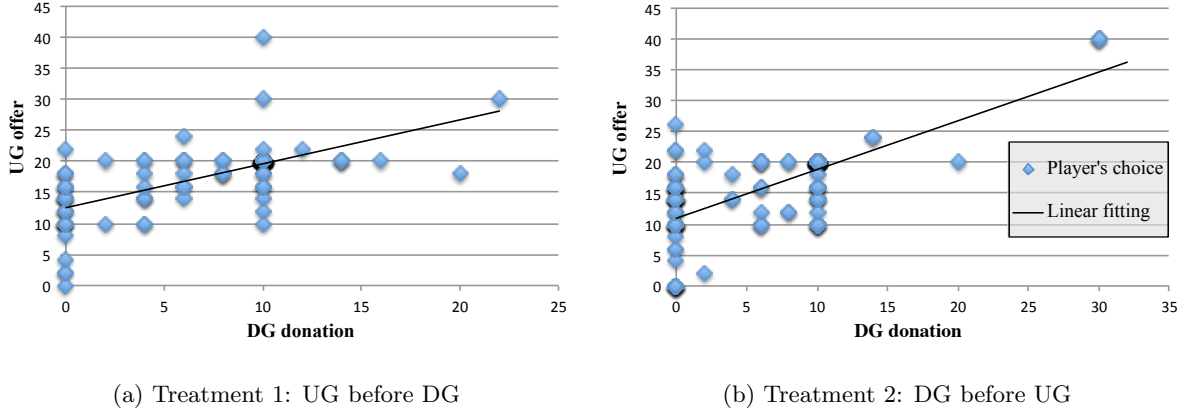 45
40
35
30
25
20
15
10
5
0
UG offer
0 5 10 15 20 25
DG donation
(a) Treatment 1: UG before DG
45
40
35
30
25
20
15
10
5
0
UG offer
0 5 10 15 20 25 30 35
DG donation
Player's choice
Linear fitting
(b) Treatment 2: DG before UG